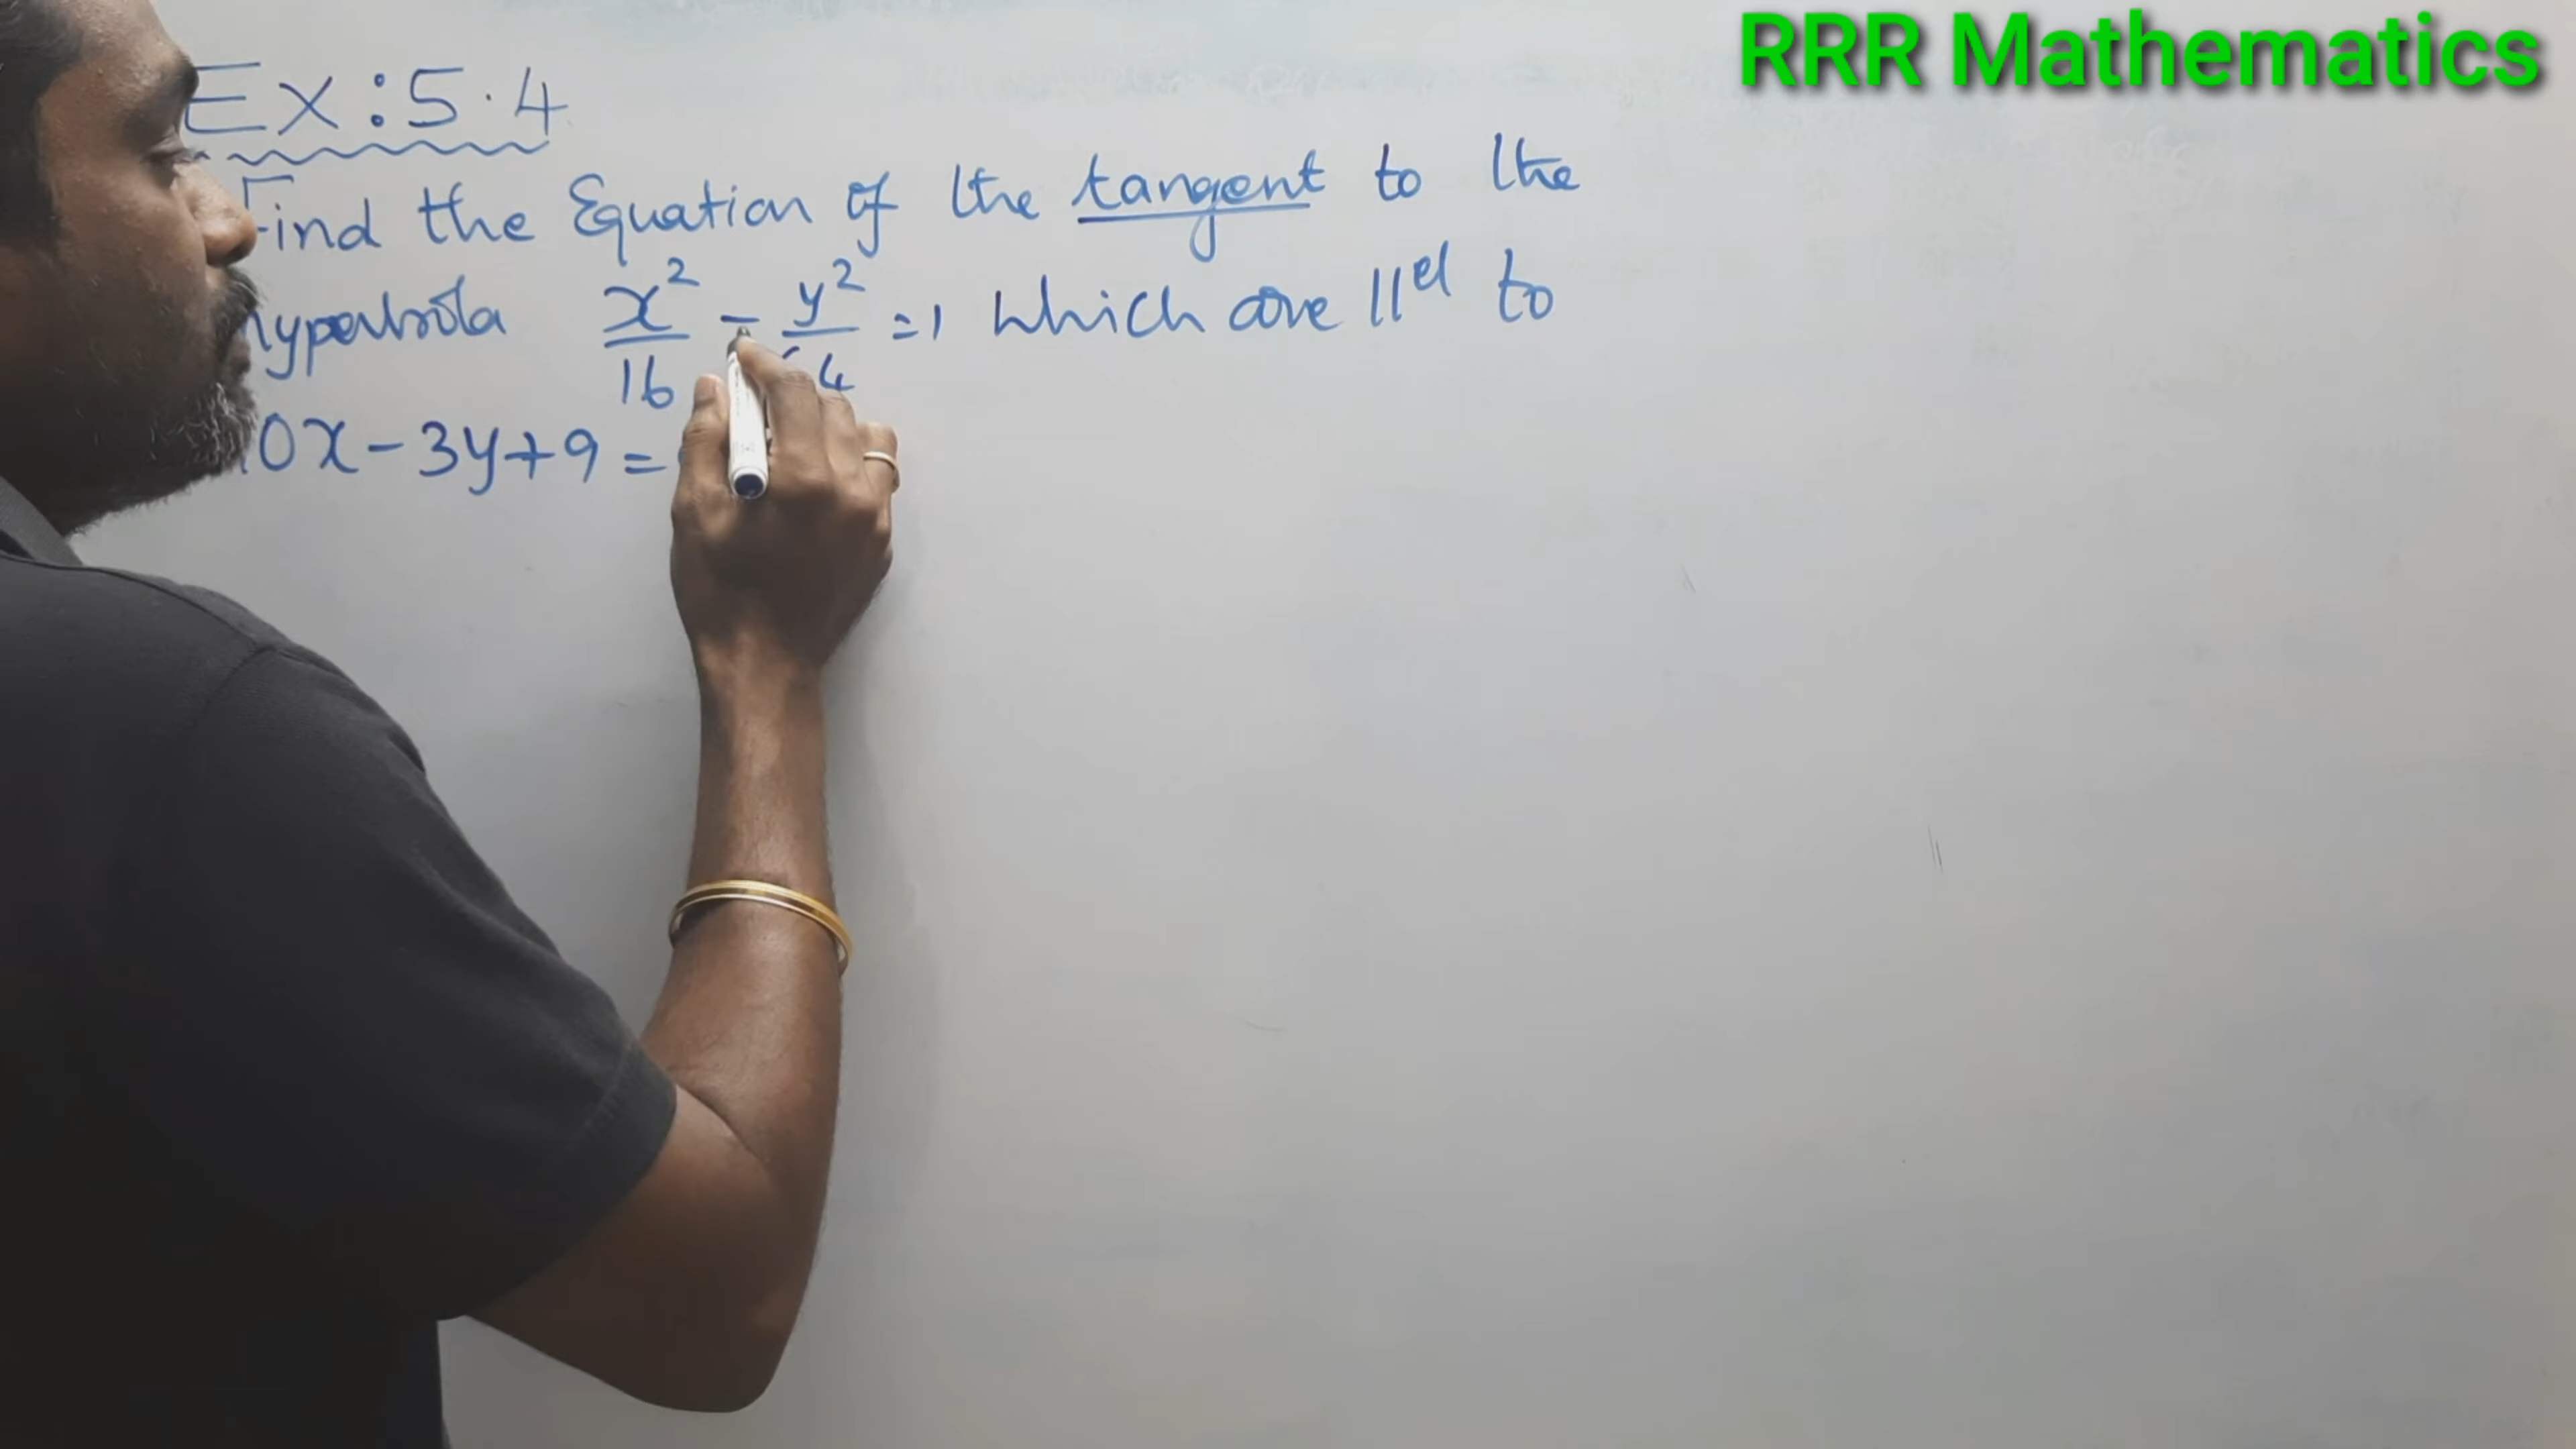 RRR Mathematics
Ex:5.4
Find the Equation of the tangent to the
hyperbola x²/16 - y²/64 =1 which are ||el to
10x-3y+9=